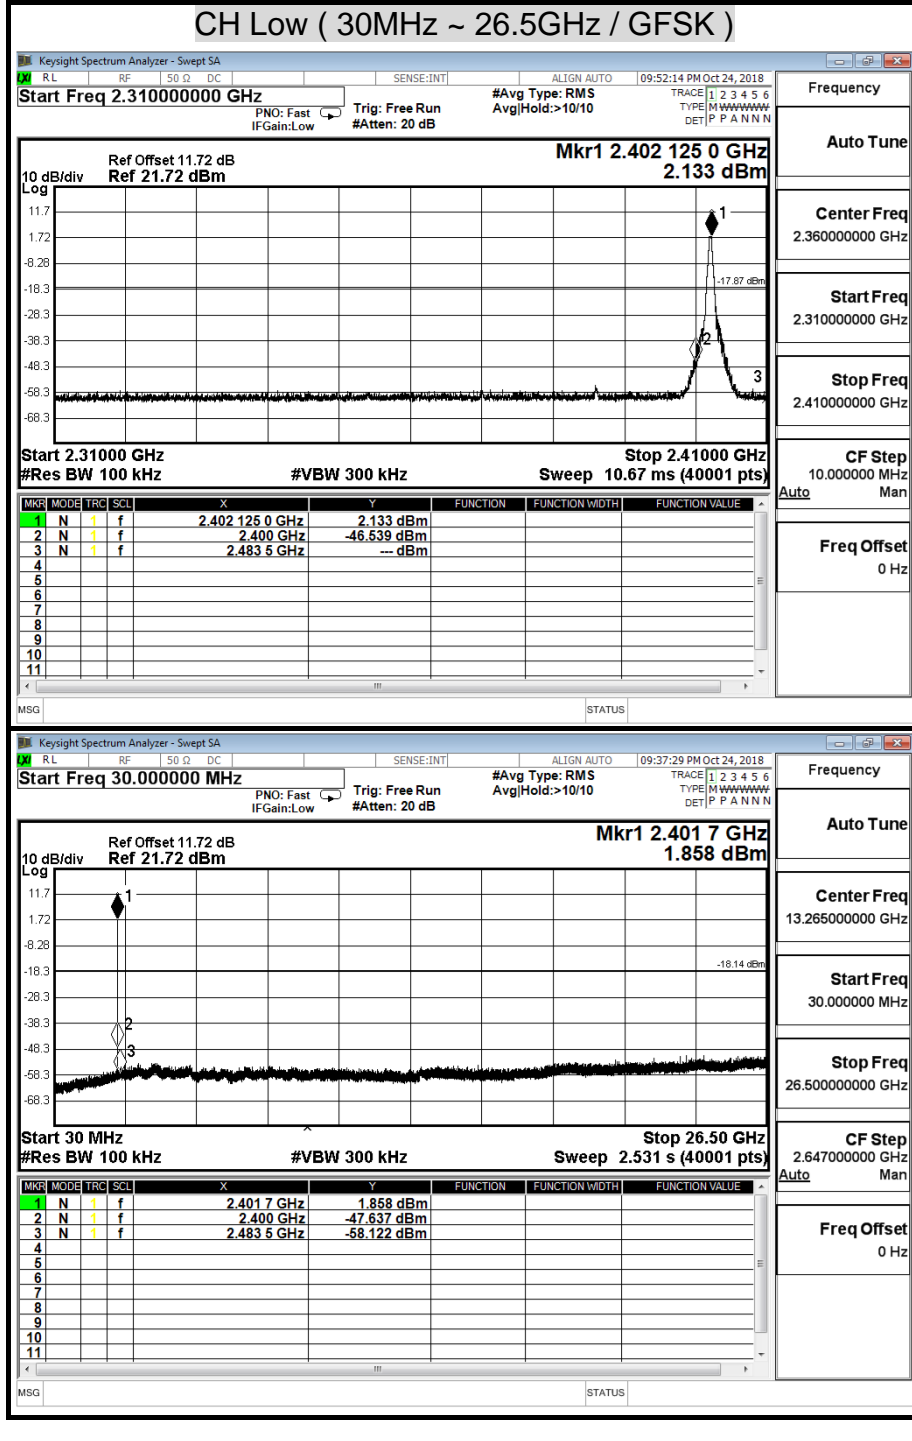 CH Low ( 30MHz ~ 26.5GHz / GFSK )
Keysight Spectrum Analyzer - Swept SA
LXI RL RF 50 Ω DC SENSE:INT ALIGN AUTO 09:52:14 PM Oct 24, 2018
Start Freq 2.310000000 GHz
PNO: Fast
IFGain:Low
Trig: Free Run
#Atten: 20 dB
#Avg Type: RMS
Avg|Hold:>10/10
TRACE 1 2 3 4 5 6
TYPE M W W W W W
DET P P A N N N
Frequency
Auto Tune
Center Freq
2.360000000 GHz
Start Freq
2.310000000 GHz
Stop Freq
2.410000000 GHz
CF Step
10.000000 MHz
Auto Man
Freq Offset
0 Hz
Ref Offset 11.72 dB
10 dB/div Ref 21.72 dBm
Log
Mkr1 2.402 125 0 GHz
2.133 dBm
11.7
1.72
-8.28
-18.3
-28.3
-38.3
-48.3
-58.3
-68.3
1
-17.87 dBm
2
3
Start 2.31000 GHz Stop 2.41000 GHz
#Res BW 100 kHz #VBW 300 kHz Sweep 10.67 ms (40001 pts)
MKR MODE TRC SCL X Y FUNCTION FUNCTION WIDTH FUNCTION VALUE
1 N 1 f 2.402 125 0 GHz 2.133 dBm
2 N 1 f 2.400 GHz -46.539 dBm
3 N 1 f 2.483 5 GHz --- dBm
4
5
6
7
8
9
10
11
MSG STATUS
Keysight Spectrum Analyzer - Swept SA
LXI RL RF 50 Ω DC SENSE:INT ALIGN AUTO 09:37:29 PM Oct 24, 2018
Start Freq 30.000000 MHz
PNO: Fast
IFGain:Low
Trig: Free Run
#Atten: 20 dB
#Avg Type: RMS
Avg|Hold:>10/10
TRACE 1 2 3 4 5 6
TYPE M W W W W W
DET P P A N N N
Frequency
Auto Tune
Center Freq
13.265000000 GHz
Start Freq
30.000000 MHz
Stop Freq
26.500000000 GHz
CF Step
2.647000000 GHz
Auto Man
Freq Offset
0 Hz
Ref Offset 11.72 dB
10 dB/div Ref 21.72 dBm
Log
Mkr1 2.401 7 GHz
1.858 dBm
11.7
1.72
-8.28
-18.3
-28.3
-38.3
-48.3
-58.3
-68.3
1
-18.14 dBm
2
3
Start 30 MHz Stop 26.50 GHz
#Res BW 100 kHz #VBW 300 kHz Sweep 2.531 s (40001 pts)
MKR MODE TRC SCL X Y FUNCTION FUNCTION WIDTH FUNCTION VALUE
1 N 1 f 2.401 7 GHz 1.858 dBm
2 N 1 f 2.400 GHz -47.637 dBm
3 N 1 f 2.483 5 GHz -58.122 dBm
4
5
6
7
8
9
10
11
MSG STATUS